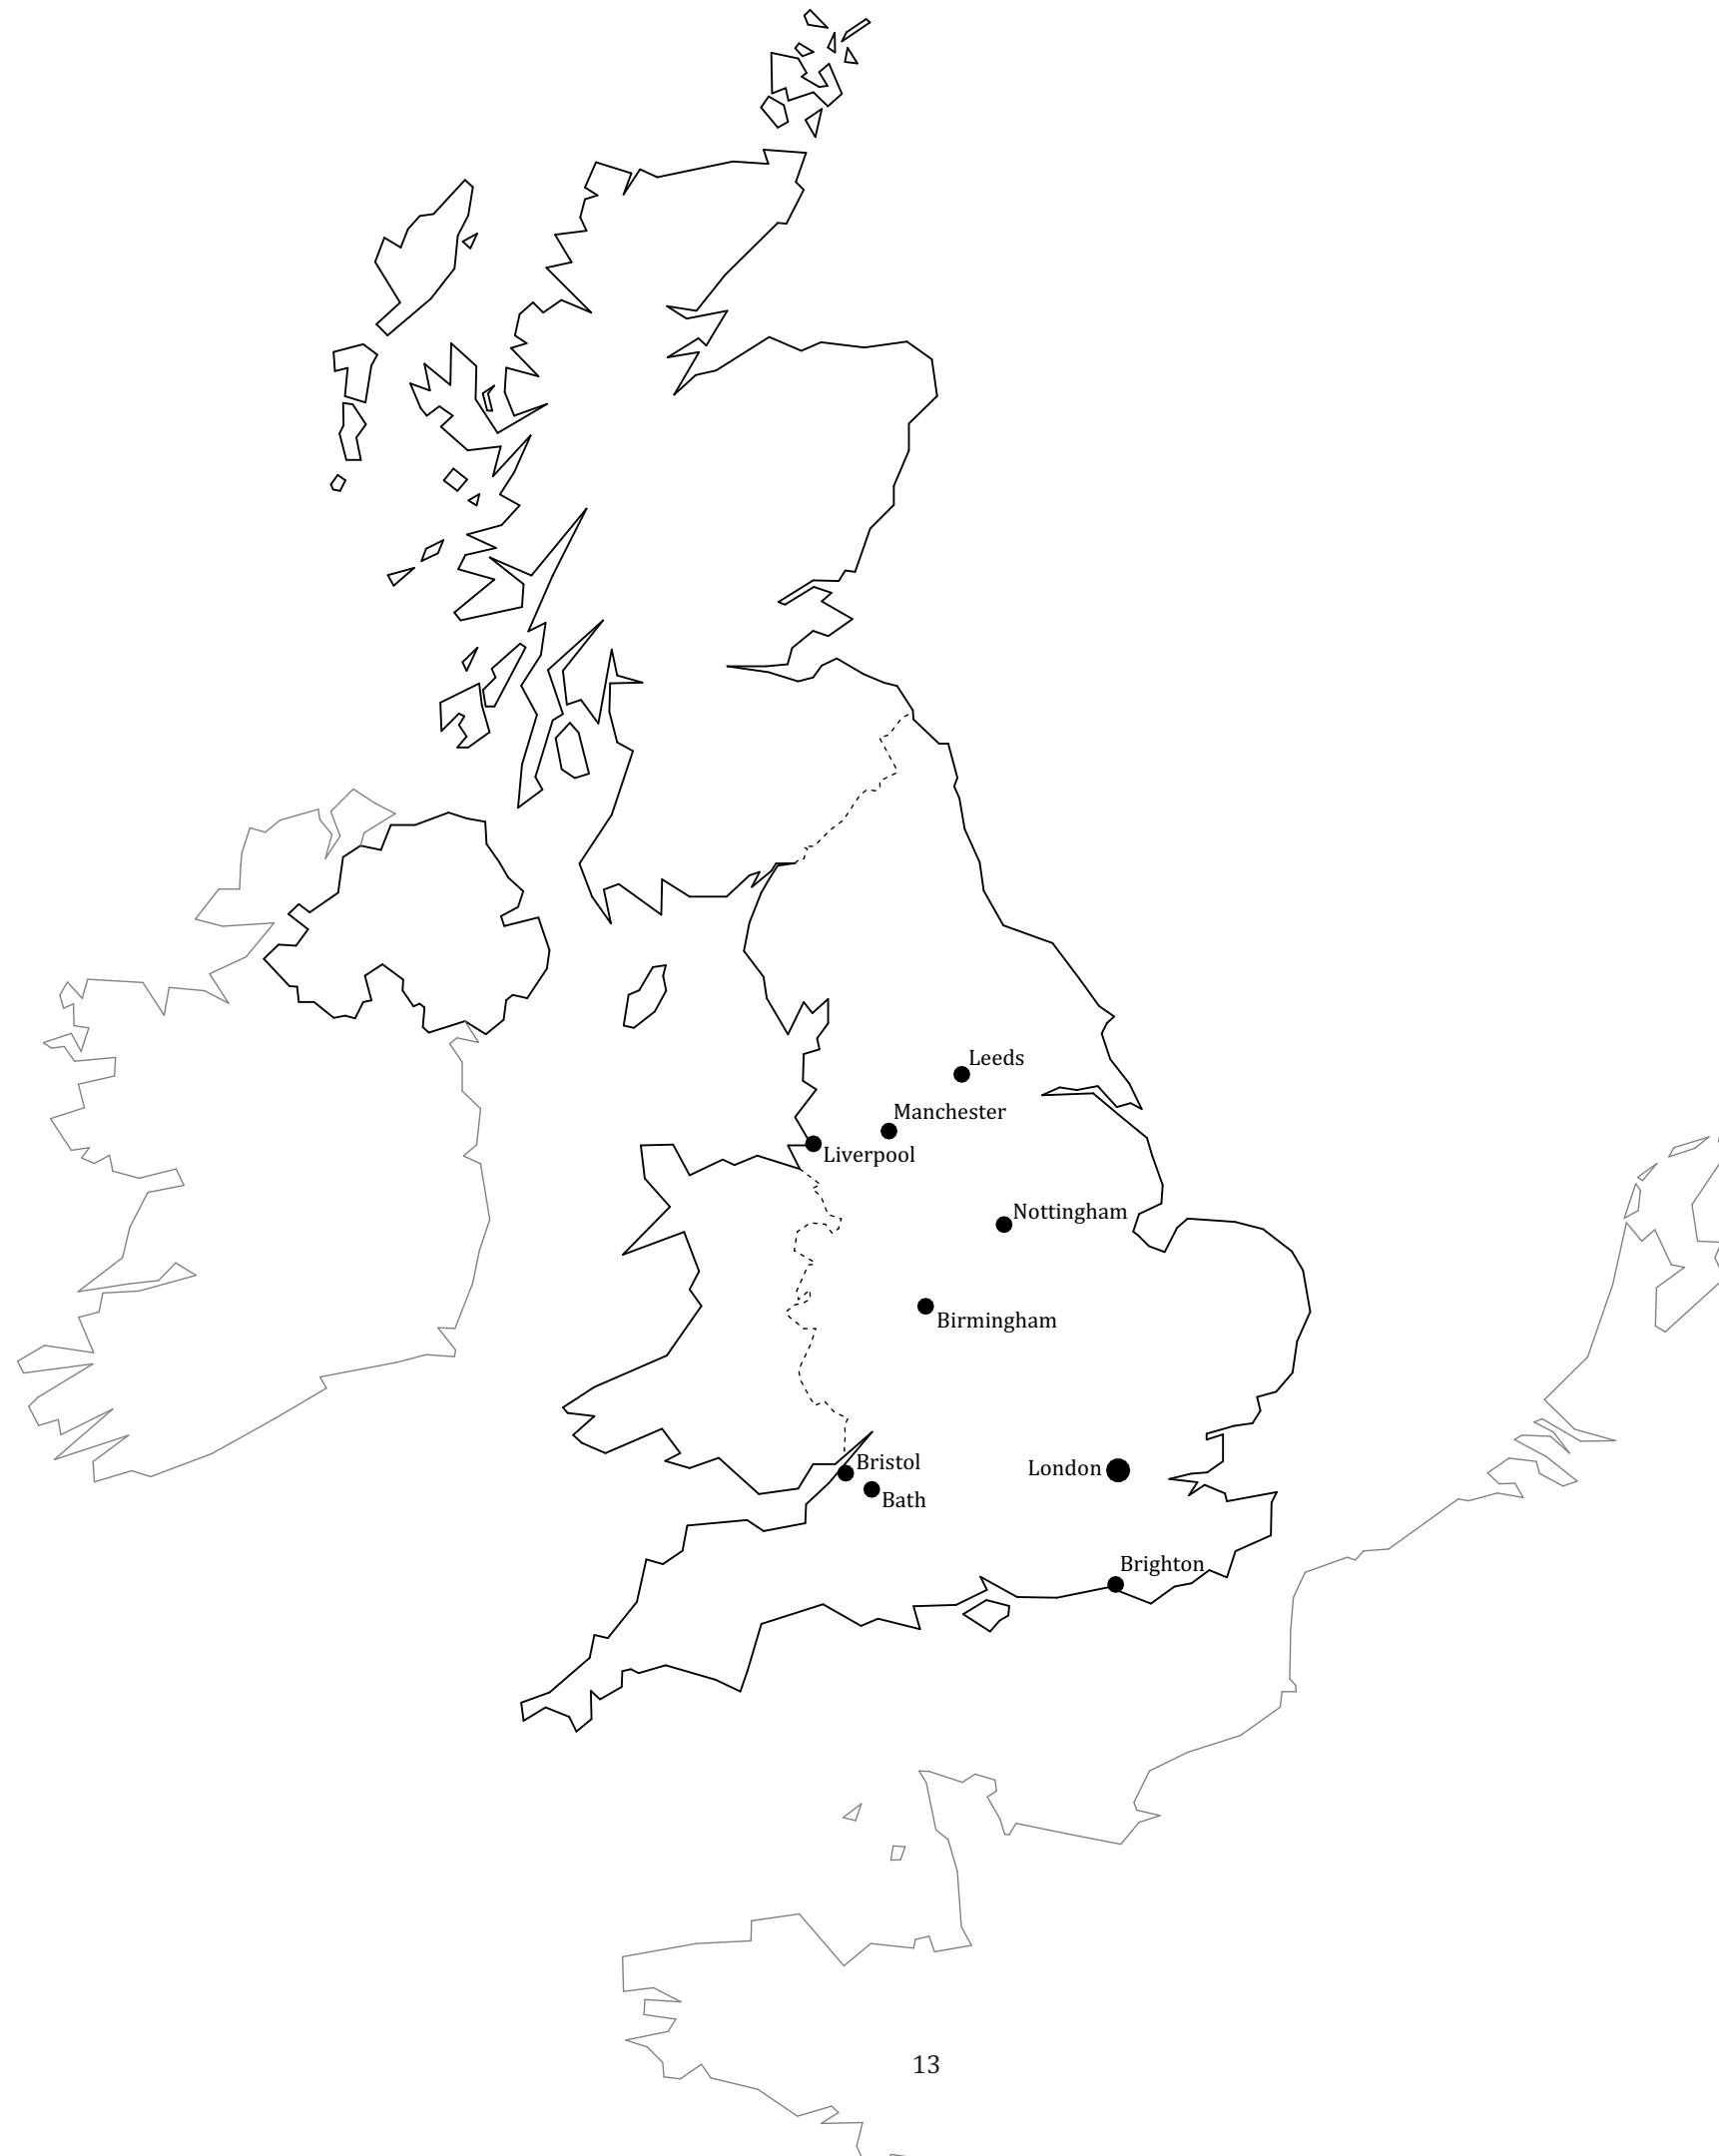 Leeds
Manchester
Liverpool
Nottingham
Birmingham
Bristol
London
Bath
Brighton
13